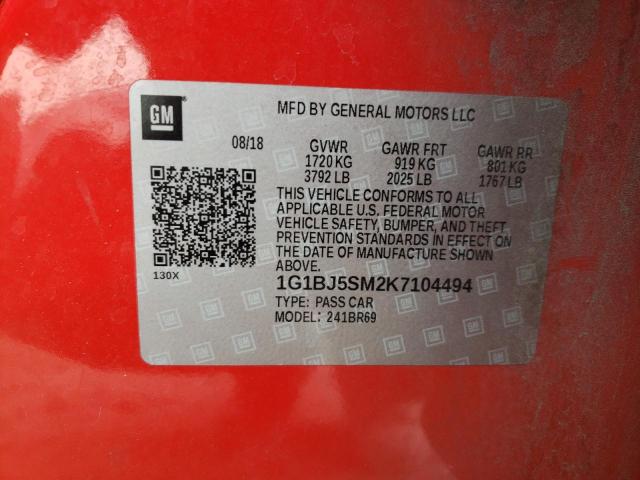 GM
MFD BY GENERAL MOTORS LLC
08/18 GVWR GAWR FRT GAWR RR
1720 KG 919 KG 801 KG
3792 LB 2025 LB 1767 LB
THIS VEHICLE CONFORMS TO ALL
APPLICABLE U.S. FEDERAL MOTOR
VEHICLE SAFETY, BUMPER, AND THEFT
PREVENTION STANDARDS IN EFFECT ON
THE DATE OF MANUFACTURE SHOWN
ABOVE.
130X
1G1BJ5SM2K7104494
TYPE: PASS CAR
MODEL: 241BR69